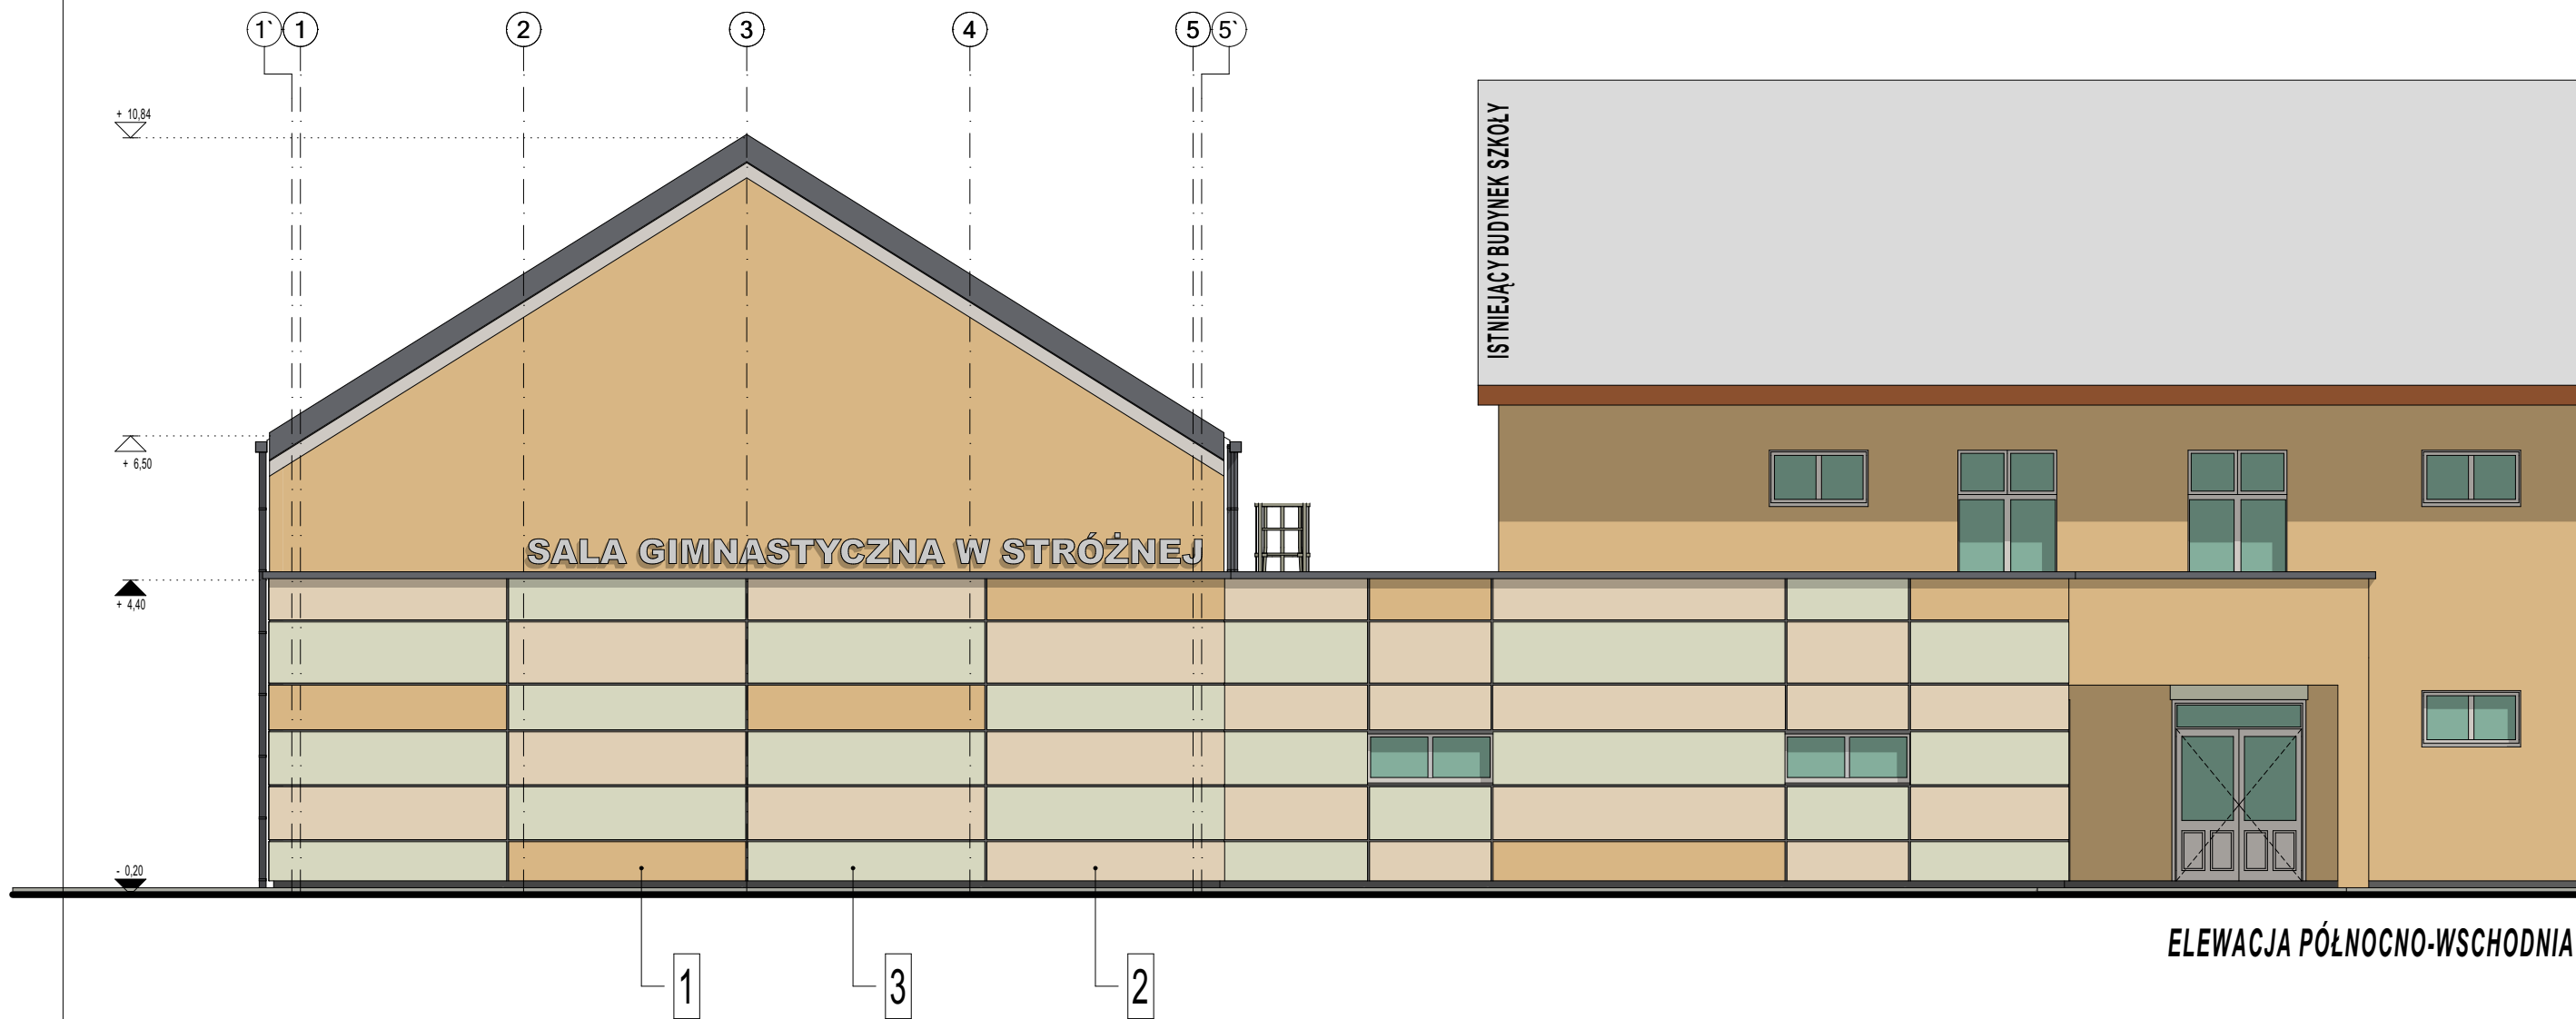 1` 1 2 3 4 5 5`
+ 10,84
ISTNIEJĄCY BUDYNEK SZKOŁY
+ 6,50
SALA GIMNASTYCZNA W STRÓŻNEJ
+ 4,40
- 0,20
ELEWACJA PÓŁNOCNO-WSCHODNIA
1 3 2